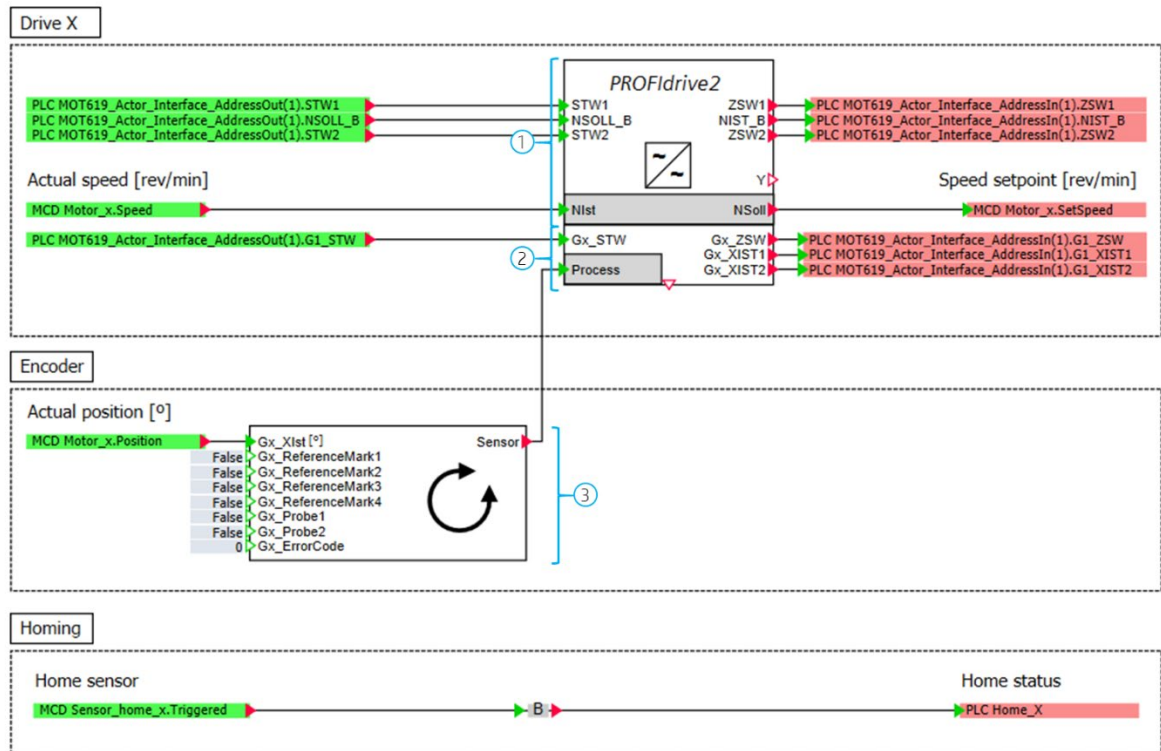 Drive X
PROFIdrive2
PLC MOT619_Actor_Interface_AddressOut(1).STW1
STW1
ZSW1
PLC MOT619_Actor_Interface_AddressIn(1).ZSW1
PLC MOT619_Actor_Interface_AddressOut(1).NSOLL_B
NSOLL_B
NIST_B
PLC MOT619_Actor_Interface_AddressIn(1).NIST_B
PLC MOT619_Actor_Interface_AddressOut(1).STW2
STW2
ZSW2
PLC MOT619_Actor_Interface_AddressIn(1).ZSW2
1
~
~
Y
Actual speed [rev/min]
Speed setpoint [rev/min]
MCD Motor_x.Speed
NIst
NSoll
MCD Motor_x.SetSpeed
PLC MOT619_Actor_Interface_AddressOut(1).G1_STW
Gx_STW
Gx_ZSW
PLC MOT619_Actor_Interface_AddressIn(1).G1_ZSW
2
Gx_XIST1
PLC MOT619_Actor_Interface_AddressIn(1).G1_XIST1
Process
Gx_XIST2
PLC MOT619_Actor_Interface_AddressIn(1).G1_XIST2
Encoder
Actual position [º]
MCD Motor_x.Position
Gx_XIst [º]
Sensor
False Gx_ReferenceMark1
False Gx_ReferenceMark2
False Gx_ReferenceMark3
False Gx_ReferenceMark4
False Gx_Probe1
False Gx_Probe2
0 Gx_ErrorCode
3
Homing
Home sensor
Home status
MCD Sensor_home_x.Triggered
B
PLC Home_X